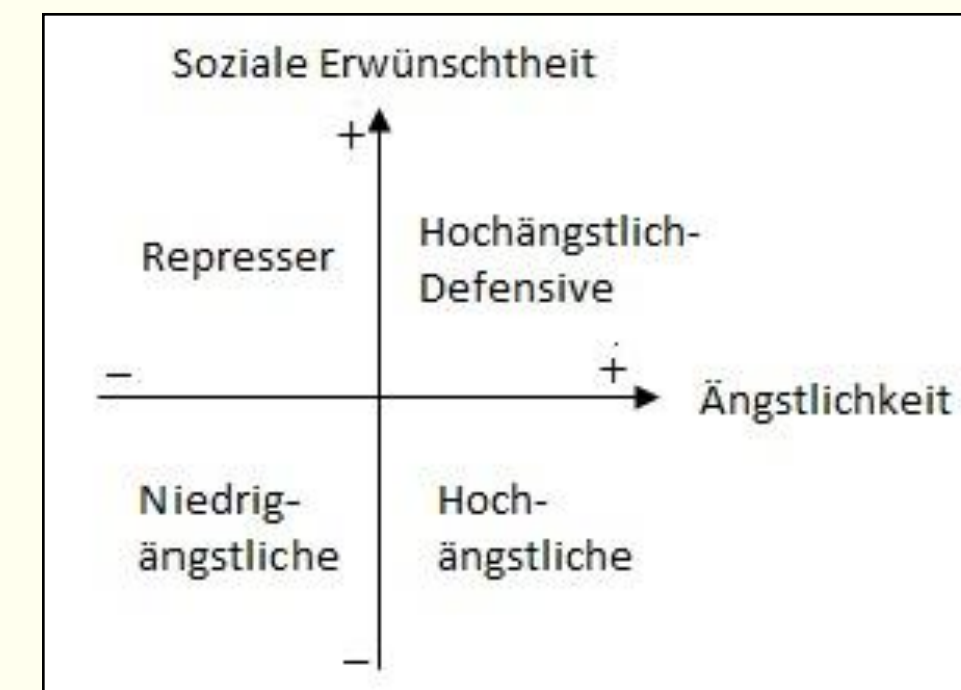 Soziale Erwünschtheit
+
Represser
Hochängstlich-
Defensive
–
+
Ängstlichkeit
Niedrig-
ängstliche
Hoch-
ängstliche
–